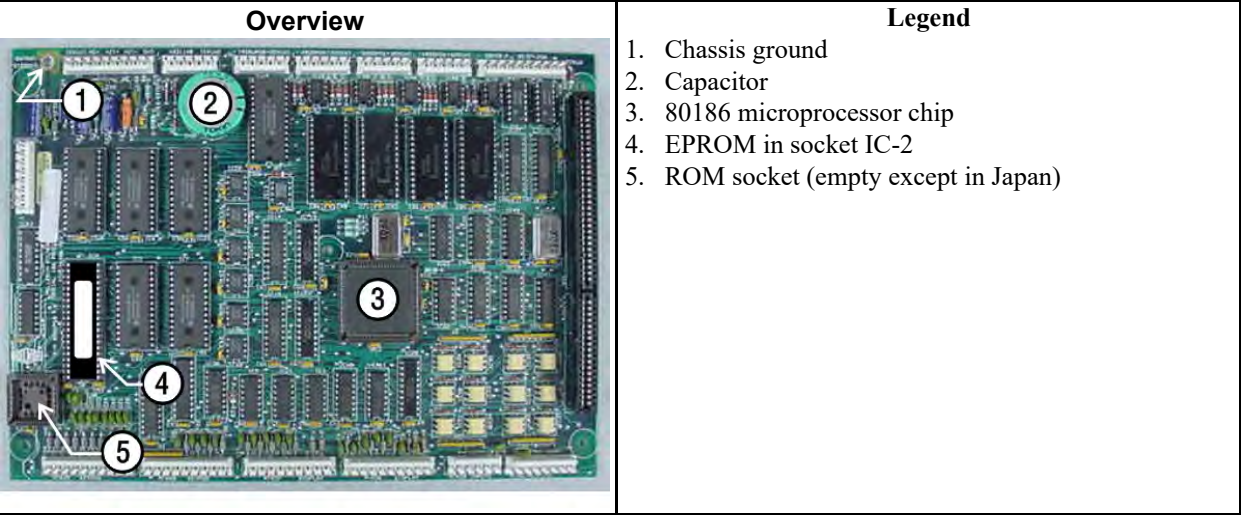 Overview
1
2
3
4
5
Legend
1. Chassis ground
2. Capacitor
3. 80186 microprocessor chip
4. EPROM in socket IC-2
5. ROM socket (empty except in Japan)